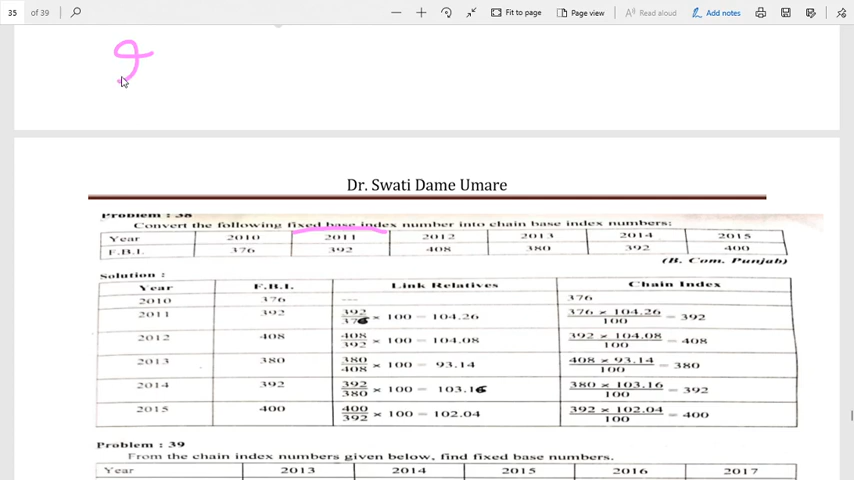 35 of 39 Fit to page Page view Read aloud Add notes
Dr. Swati Dame Umare
Problem : 38
Convert the following fixed base index number into chain base index numbers:
Year 2010 2011 2012 2013 2014 2015
F.B.I. 376 392 408 380 392 400
(B. Com. Punjab)
Solution :
Year F.B.I. Link Relatives Chain Index
2010 376 --- 376
2011 392 392/376 × 100 = 104.26 376 × 104.26/100 = 392
2012 408 408/392 × 100 = 104.08 392 × 104.08/100 = 408
2013 380 380/408 × 100 = 93.14 408 × 93.14/100 = 380
2014 392 392/380 × 100 = 103.16 380 × 103.16/100 = 392
2015 400 400/392 × 100 = 102.04 392 × 102.04/100 = 400
Problem : 39
From the chain index numbers given below, find fixed base numbers.
Year 2013 2014 2015 2016 2017